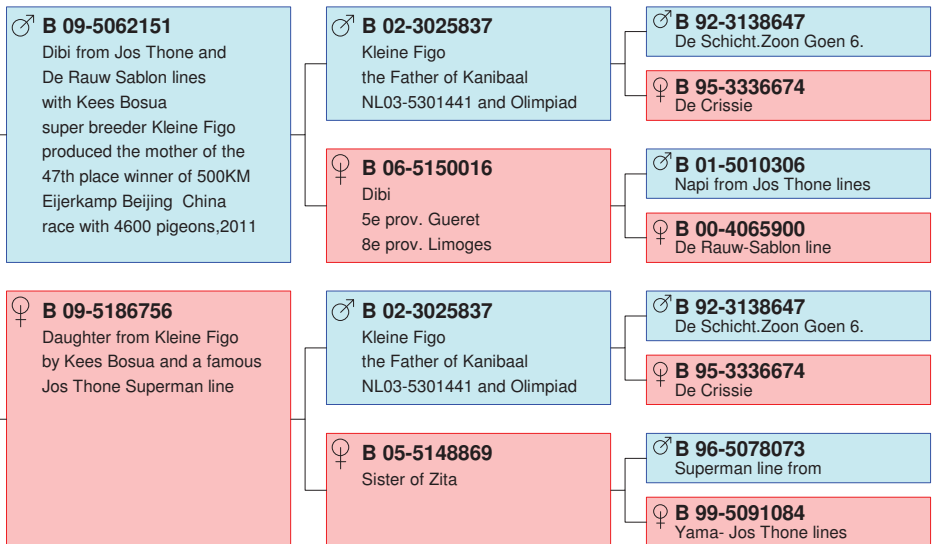 B 09-5062151
Dibi from Jos Thone and
De Rauw Sablon lines
with Kees Bosua
super breeder Kleine Figo
produced the mother of the
47th place winner of 500KM
Eijerkamp Beijing China
race with 4600 pigeons,2011
B 02-3025837
Kleine Figo
the Father of Kanibaal
NL03-5301441 and Olimpiad
B 92-3138647
De Schicht.Zoon Goen 6.
B 95-3336674
De Crissie
B 06-5150016
Dibi
5e prov. Gueret
8e prov. Limoges
B 01-5010306
Napi from Jos Thone lines
B 00-4065900
De Rauw-Sablon line
B 09-5186756
Daughter from Kleine Figo
by Kees Bosua and a famous
Jos Thone Superman line
B 02-3025837
Kleine Figo
the Father of Kanibaal
NL03-5301441 and Olimpiad
B 92-3138647
De Schicht.Zoon Goen 6.
B 95-3336674
De Crissie
B 05-5148869
Sister of Zita
B 96-5078073
Superman line from
B 99-5091084
Yama- Jos Thone lines